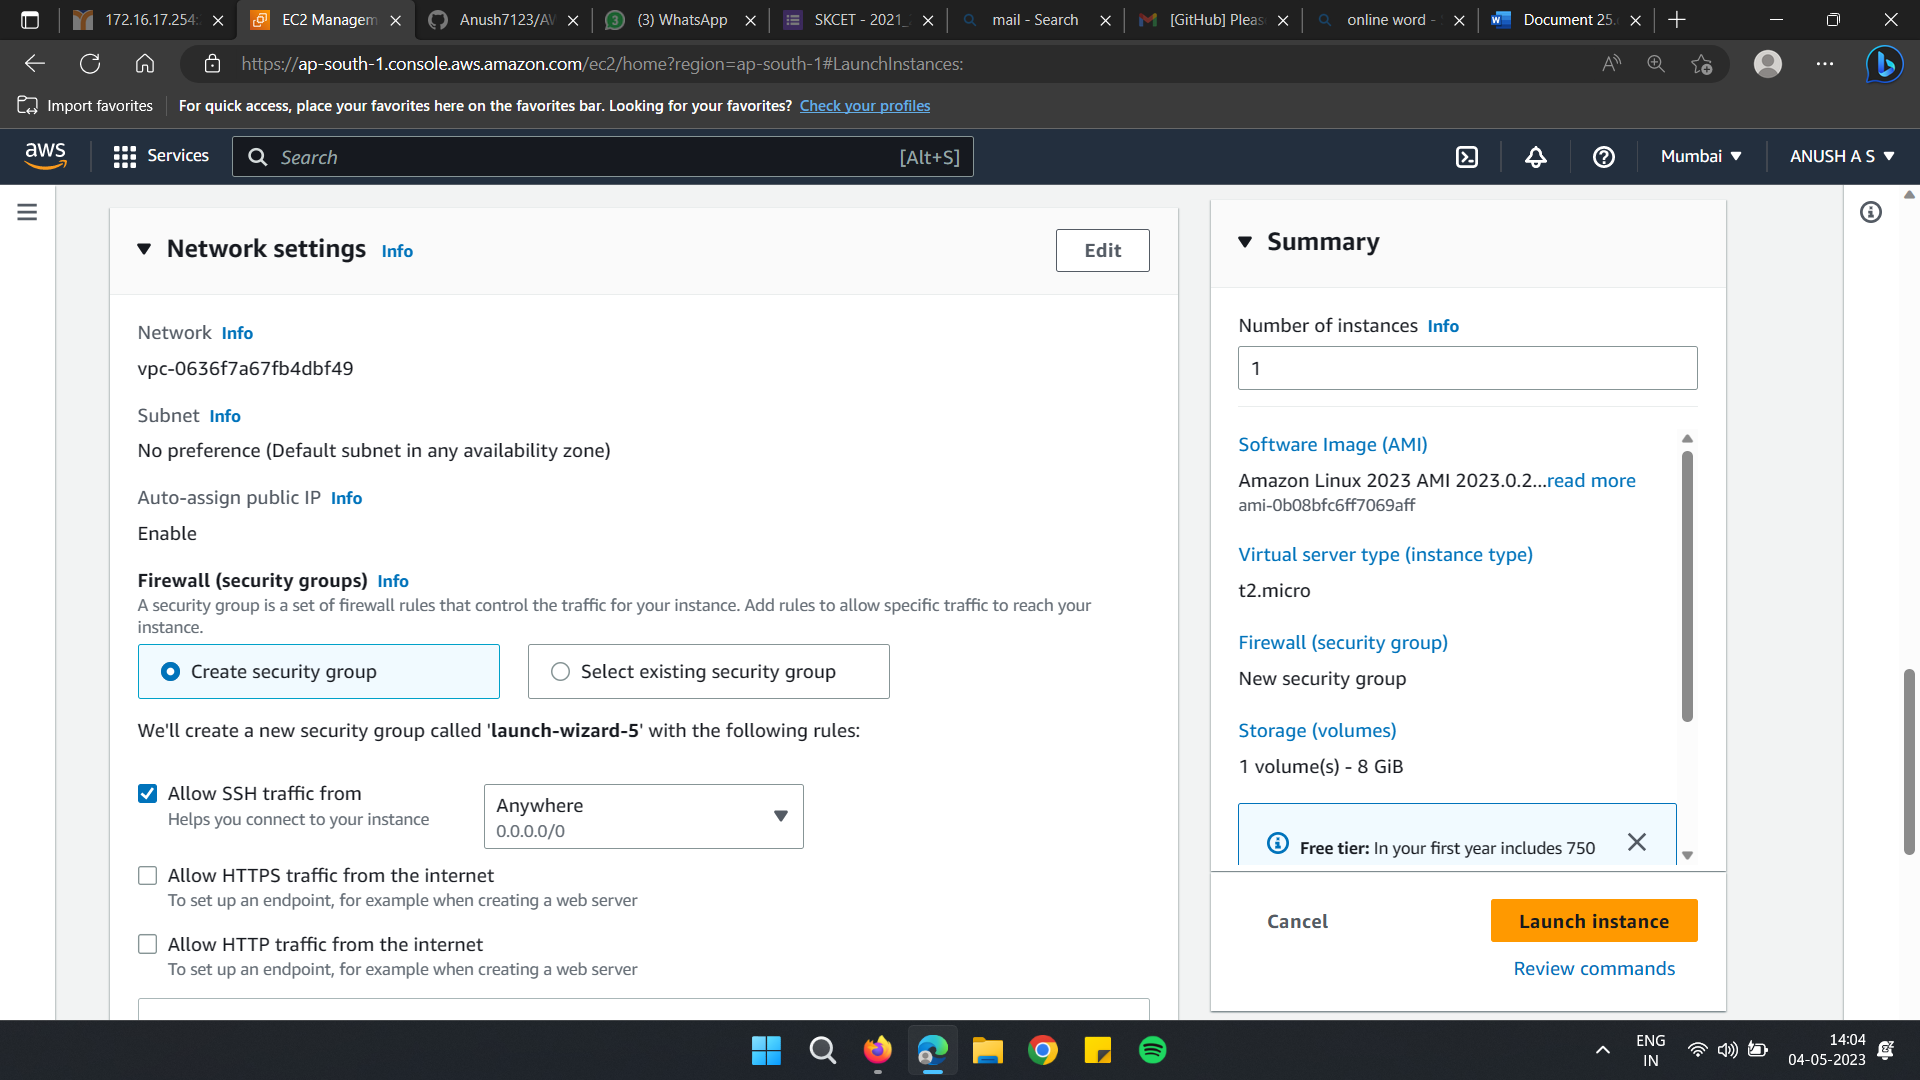 172.16.17.254:
EC2 Managem
Anush7123/AW
(3) WhatsApp
SKCET - 2021_
mail - Search
[GitHub] Pleas
online word -
Document 25.
https://ap-south-1.console.aws.amazon.com/ec2/home?region=ap-south-1#LaunchInstances:
Import favorites
For quick access, place your favorites here on the favorites bar. Looking for your favorites? Check your profiles
aws
Services
Search
[Alt+S]
Mumbai
ANUSH A S
Network settings Info
Edit
Network Info
vpc-0636f7a67fb4dbf49
Subnet Info
No preference (Default subnet in any availability zone)
Auto-assign public IP Info
Enable
Firewall (security groups) Info
A security group is a set of firewall rules that control the traffic for your instance. Add rules to allow specific traffic to reach your
instance.
Create security group
Select existing security group
We'll create a new security group called 'launch-wizard-5' with the following rules:
Allow SSH traffic from
Helps you connect to your instance
Anywhere
0.0.0.0/0
Allow HTTPS traffic from the internet
To set up an endpoint, for example when creating a web server
Allow HTTP traffic from the internet
To set up an endpoint, for example when creating a web server
Summary
Number of instances Info
1
Software Image (AMI)
Amazon Linux 2023 AMI 2023.0.2...read more
ami-0b08bfc6ff7069aff
Virtual server type (instance type)
t2.micro
Firewall (security group)
New security group
Storage (volumes)
1 volume(s) - 8 GiB
Free tier: In your first year includes 750
Cancel
Launch instance
Review commands
ENG
IN
14:04
04-05-2023